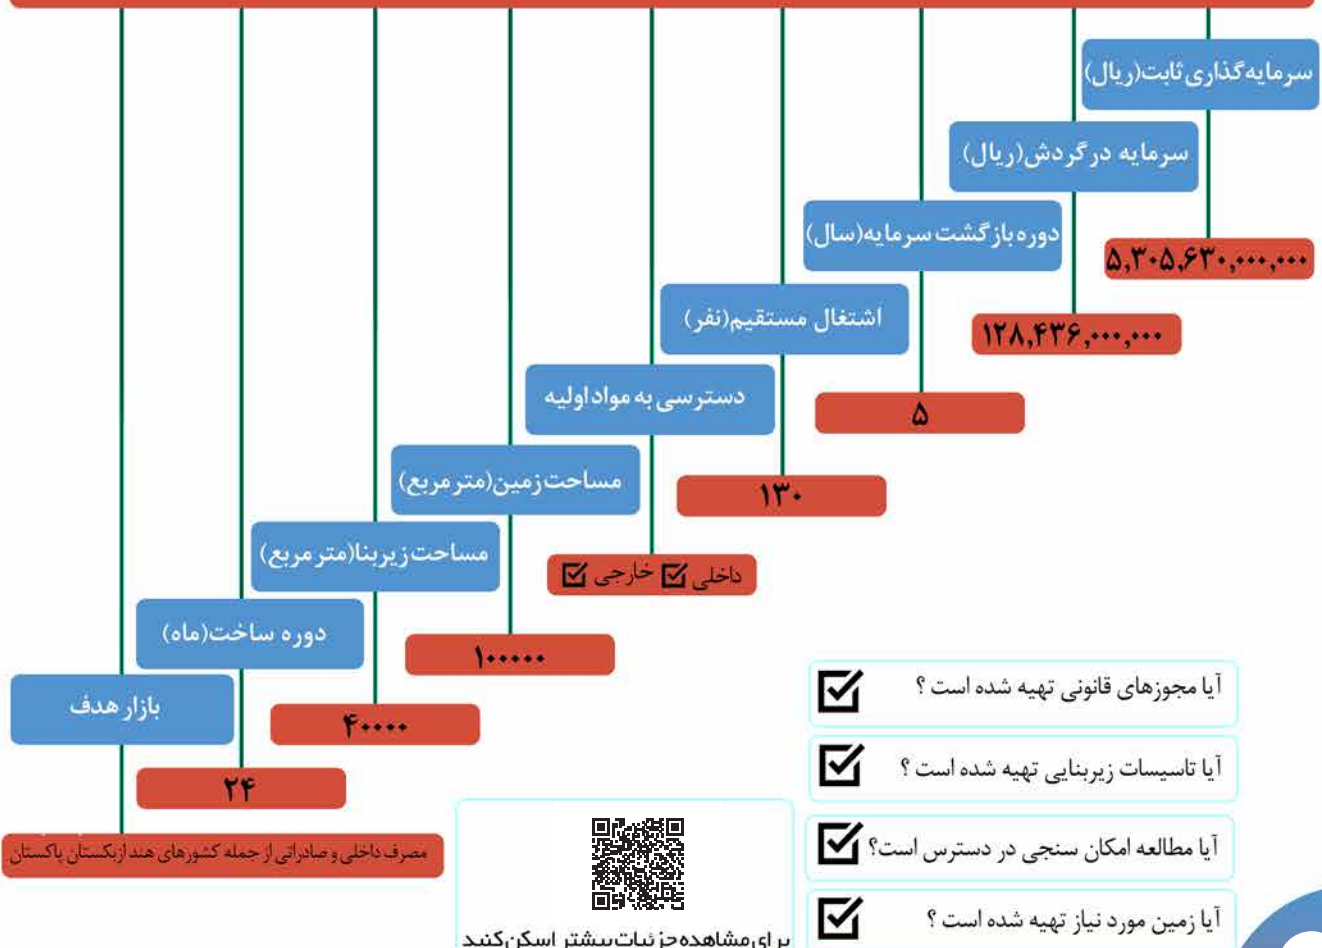 سرمایه‌گذاری ثابت(ریال)
۵,۳۰۵,۶۳۰,۰۰۰,۰۰۰
سرمایه در گردش(ریال)
۱۲۸,۴۳۶,۰۰۰,۰۰۰
دوره بازگشت سرمایه(سال)
۵
اشتغال مستقیم(نفر)
۱۳۰
دسترسی به مواد اولیه
داخلی ☑ خارجی ☑
مساحت زمین(متر مربع)
۱۰۰۰۰۰
مساحت زیربنا(متر مربع)
۴۰۰۰۰
دوره ساخت(ماه)
۲۴
بازار هدف
مصرف داخلی و صادراتی از جمله کشورهای هند ازبکستان پاکستان
آیا مجوزهای قانونی تهیه شده است ؟ ☑
آیا تاسیسات زیربنایی تهیه شده است ؟ ☑
آیا مطالعه امکان سنجی در دسترس است؟ ☑
آیا زمین مورد نیاز تهیه شده است ؟ ☑
برای مشاهده جزئیات بیشتر اسکن کنید